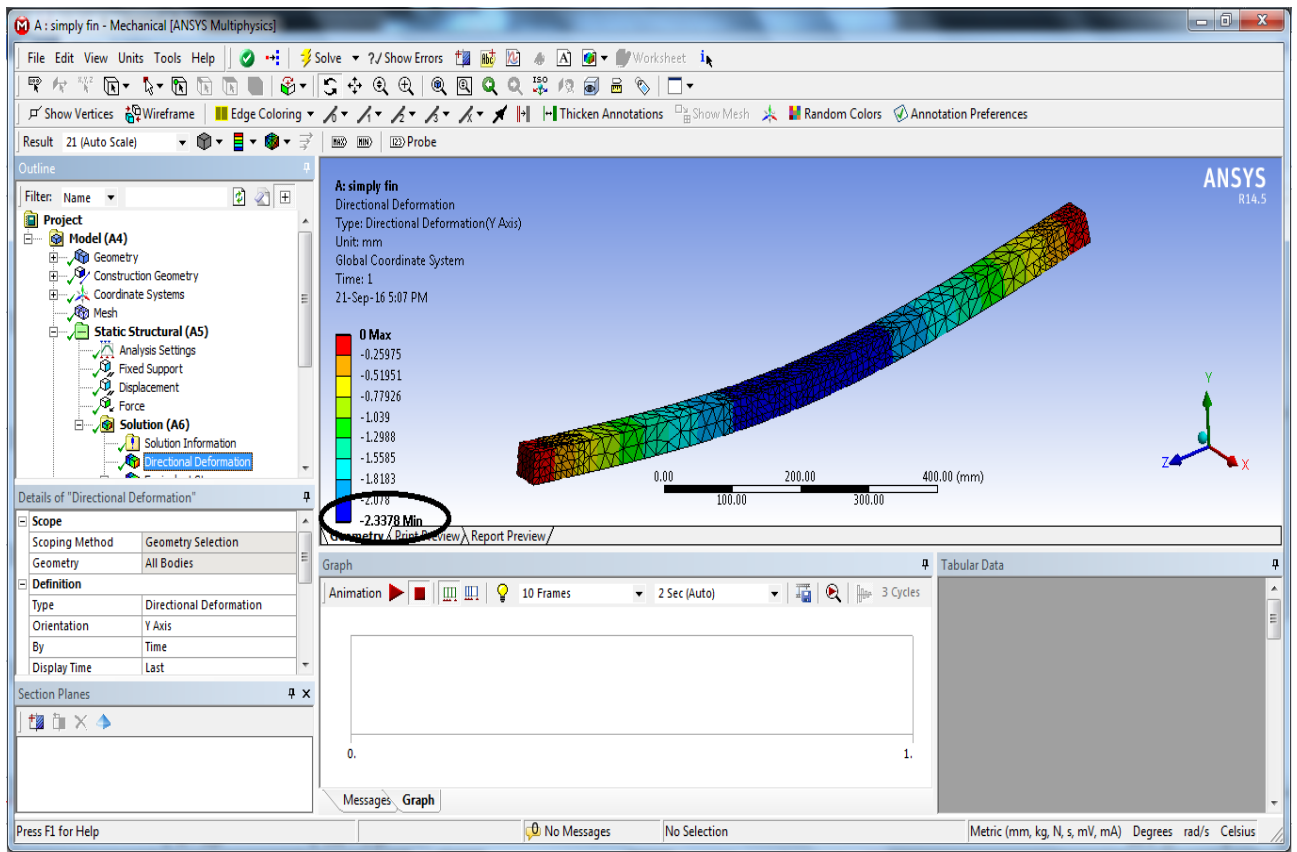 A : simply fin - Mechanical [ANSYS Multiphysics]
File Edit View Units Tools Help Solve ?/ Show Errors Worksheet
Show Vertices Wireframe Edge Coloring Thicken Annotations Show Mesh Random Colors Annotation Preferences
Result 21 (Auto Scale) MAX MIN 123 Probe
Outline
Filter: Name
Project
Model (A4)
Geometry
Construction Geometry
Coordinate Systems
Mesh
Static Structural (A5)
Analysis Settings
Fixed Support
Displacement
Force
Solution (A6)
Solution Information
Directional Deformation
A: simply fin
Directional Deformation
Type: Directional Deformation(Y Axis)
Unit: mm
Global Coordinate System
Time: 1
21-Sep-16 5:07 PM
0 Max
-0.25975
-0.51951
-0.77926
-1.039
-1.2988
-1.5585
-1.8183
-2.078
-2.3378 Min
ANSYS
R14.5
0.00 200.00 400.00 (mm)
100.00 300.00
Y
Z X
Geometry Print Preview Report Preview
Details of "Directional Deformation"
Scope
Scoping Method Geometry Selection
Geometry All Bodies
Definition
Type Directional Deformation
Orientation Y Axis
By Time
Display Time Last
Section Planes
Graph
Animation 10 Frames 2 Sec (Auto) 3 Cycles
0. 1.
Messages Graph
Tabular Data
Press F1 for Help 0 No Messages No Selection Metric (mm, kg, N, s, mV, mA) Degrees rad/s Celsius